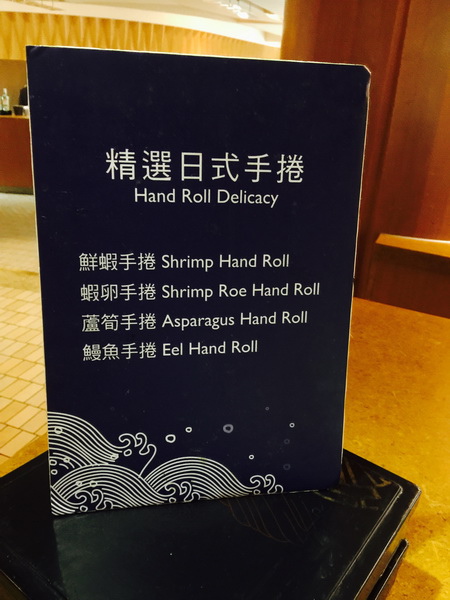 精選日式手捲
Hand Roll Delicacy
鮮蝦手捲 Shrimp Hand Roll
蝦卵手捲 Shrimp Roe Hand Roll
蘆筍手捲 Asparagus Hand Roll
鰻魚手捲 Eel Hand Roll